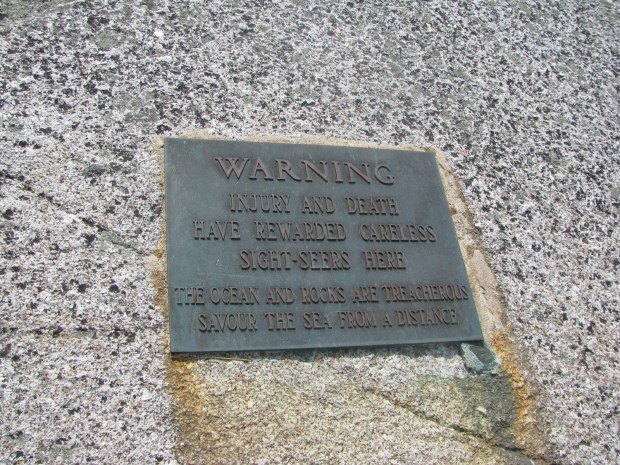 WARNING
INJURY AND DEATH
HAVE REWARDED CARELESS
SIGHT-SEERS HERE
THE OCEAN AND ROCKS ARE TREACHEROUS
SAVOUR THE SEA FROM A DISTANCE